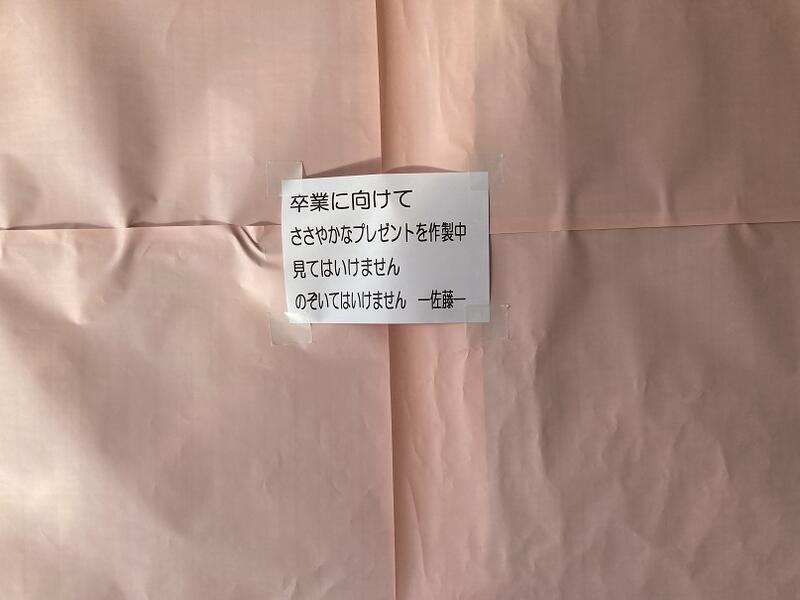 卒業に向けて
ささやかなプレゼントを作製中
見てはいけません
のぞいてはいけません　―佐藤―